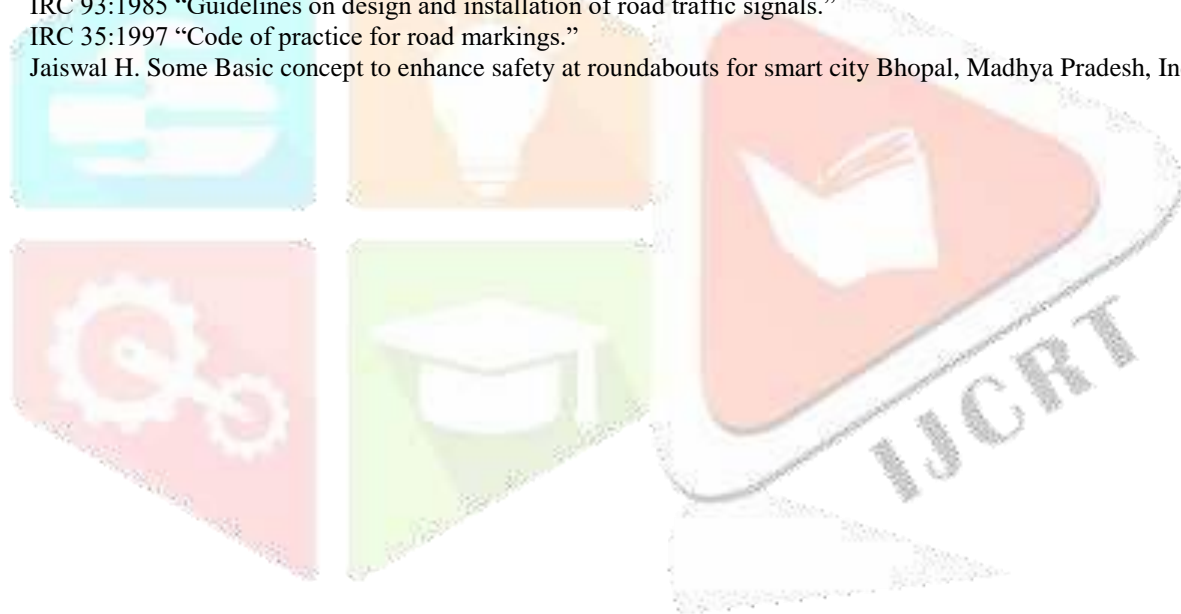 IRC 93:1985 “Guidelines on design and installation of road traffic signals.”
IRC 35:1997 “Code of practice for road markings.”
Jaiswal H. Some Basic concept to enhance safety at roundabouts for smart city Bhopal, Madhya Pradesh, In
IJCRT